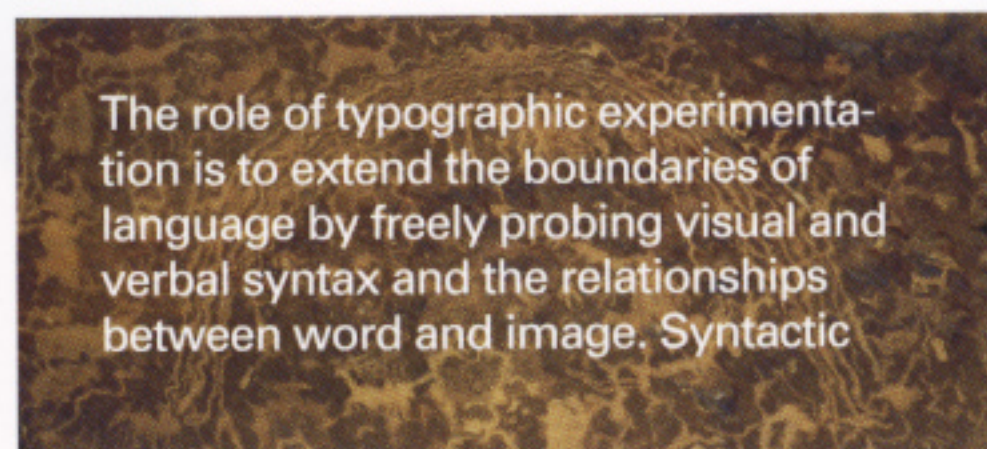 The role of typographic experimenta-
tion is to extend the boundaries of
language by freely probing visual and
verbal syntax and the relationships
between word and image. Syntactic